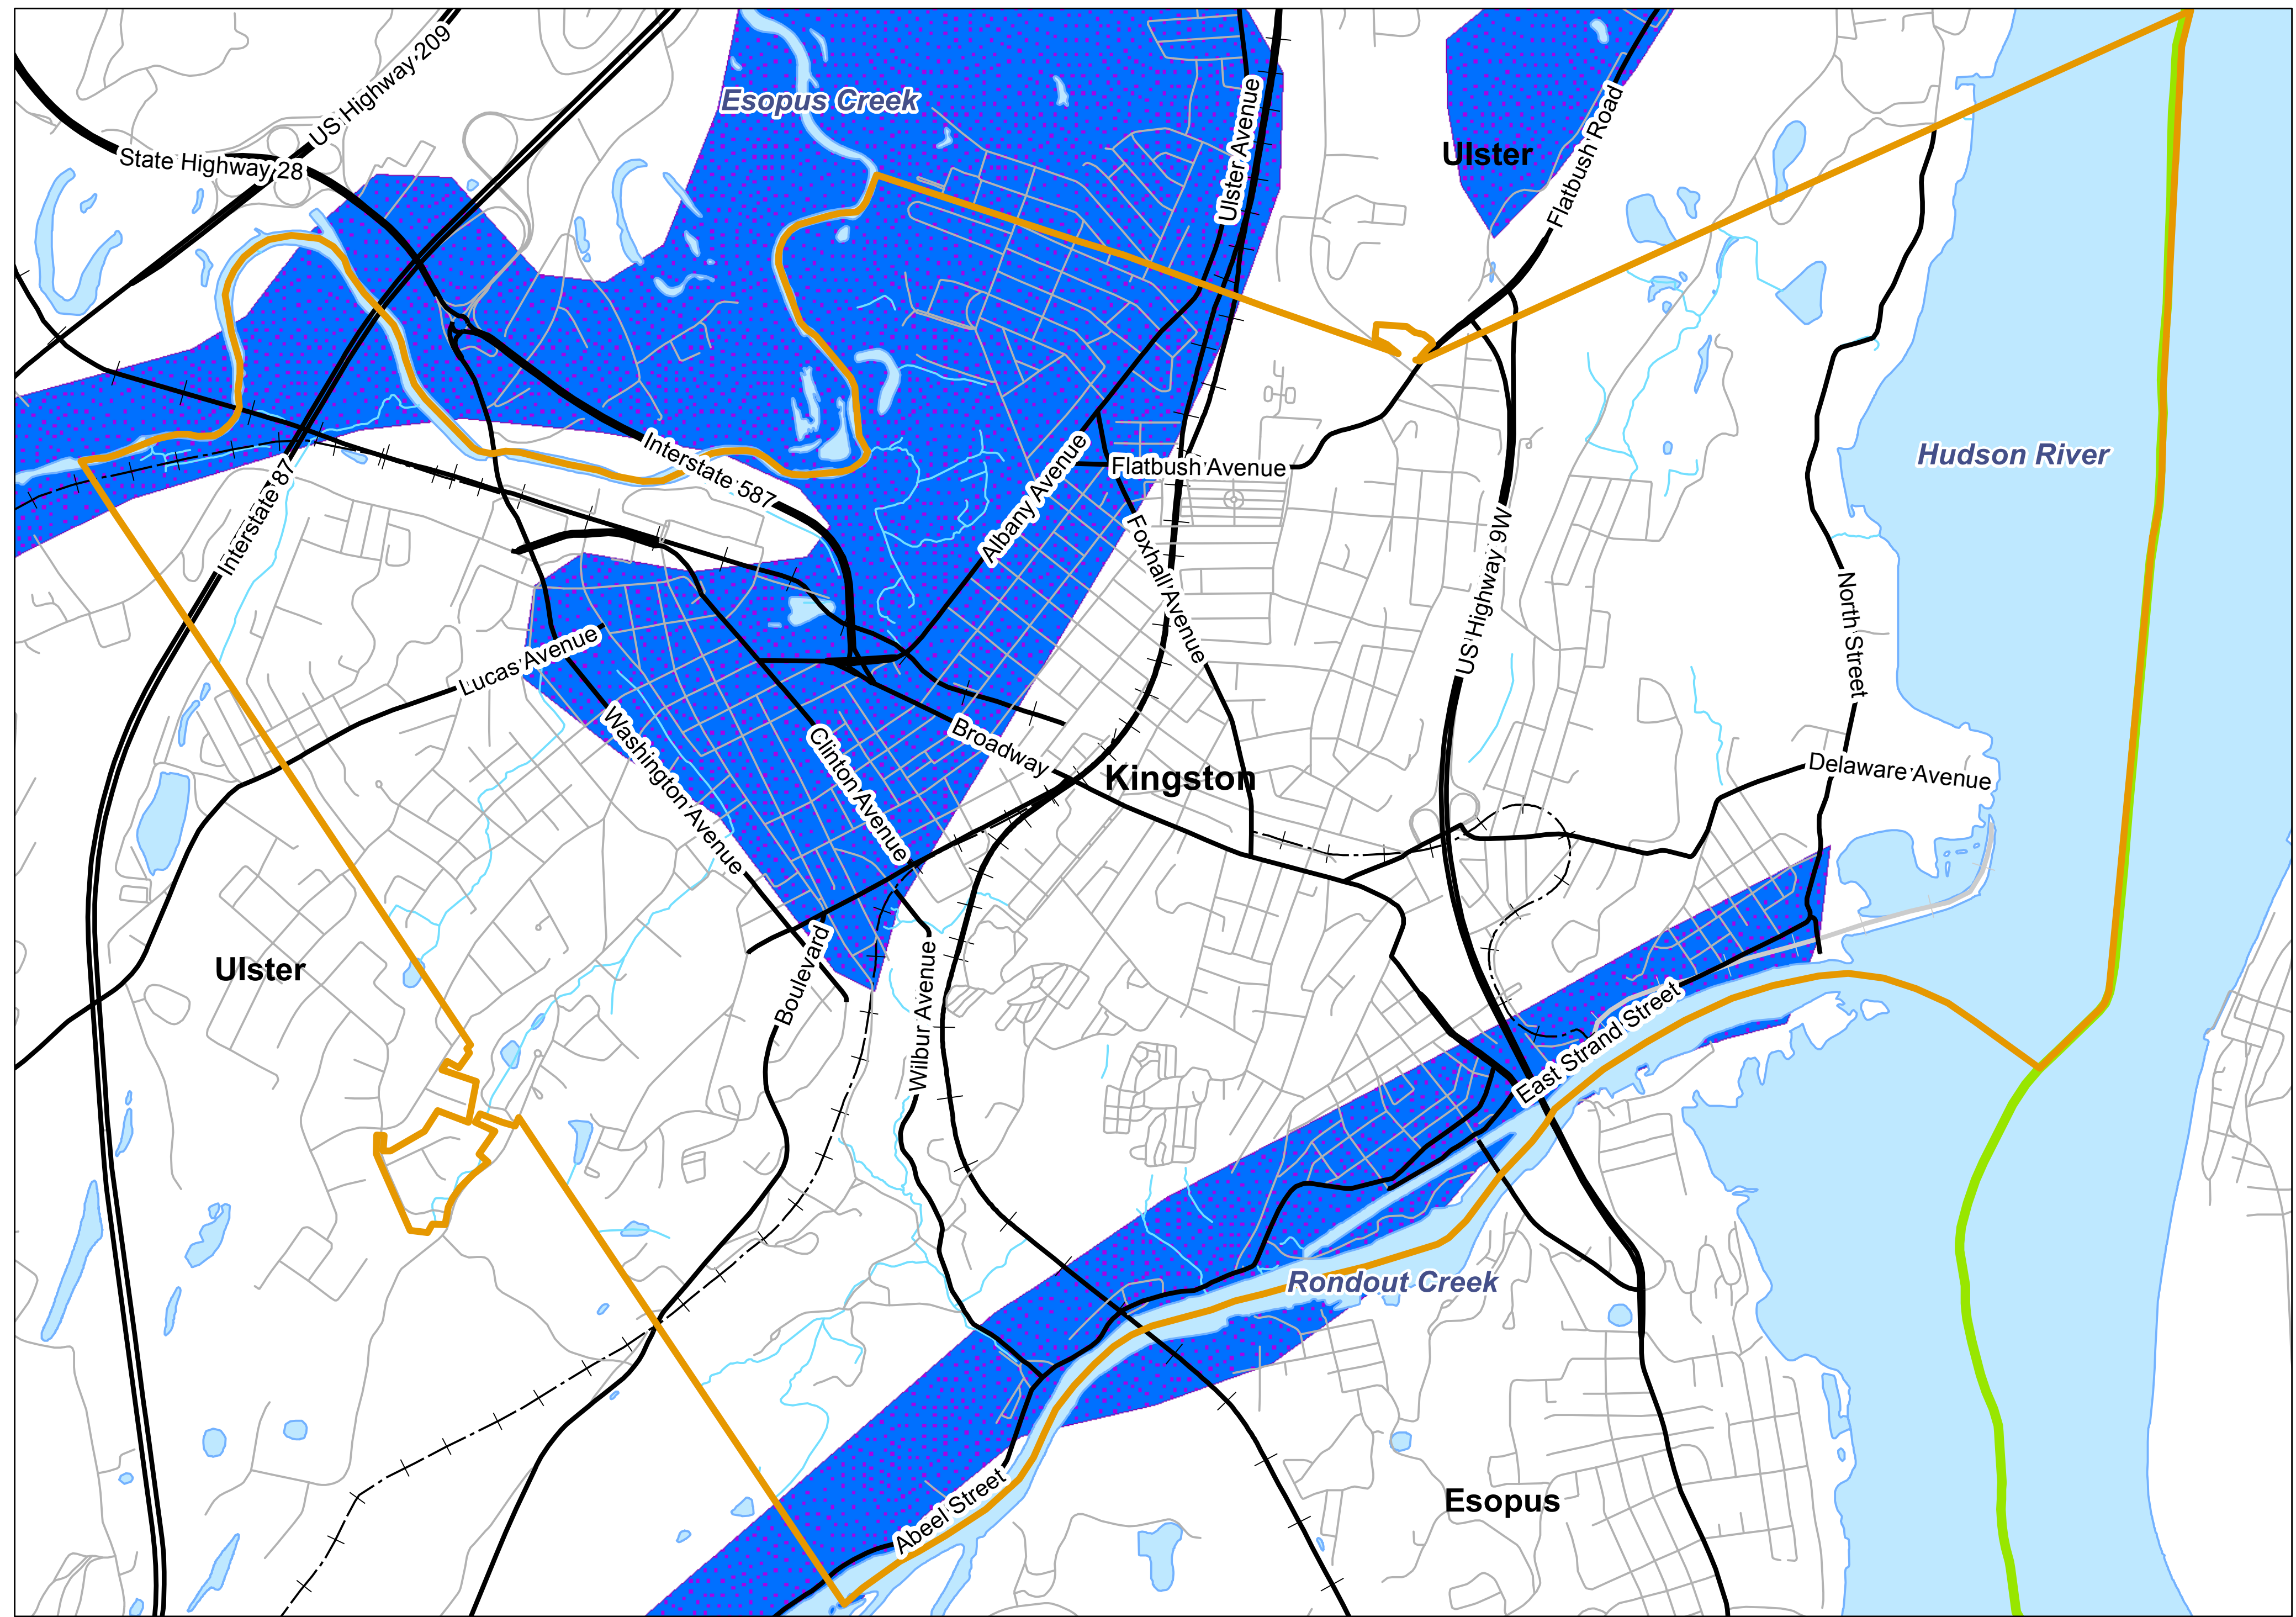 US Highway 209
State Highway 28
Esopus Creek
Ulster Avenue
Ulster
Flatbush Road
Hudson River
Interstate 87
Interstate 587
Albany Avenue
Flatbush Avenue
Foxhall Avenue
US Highway 9W
North Street
Lucas Avenue
Washington Avenue
Clinton Avenue
Broadway
Kingston
Delaware Avenue
Ulster
Boulevard
Wilbur Avenue
East Strand Street
Rondout Creek
Abeel Street
Esopus